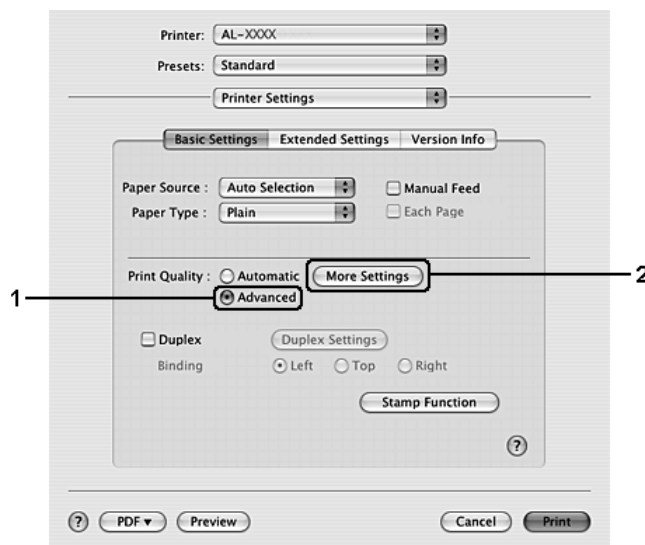 Printer: AL-XXXX
Presets: Standard
Printer Settings
Basic Settings Extended Settings Version Info
Paper Source : Auto Selection Manual Feed
Paper Type : Plain Each Page
Print Quality : Automatic More Settings 2
1 Advanced
Duplex Duplex Settings
Binding Left Top Right
Stamp Function
?
? PDF▼ Preview Cancel Print